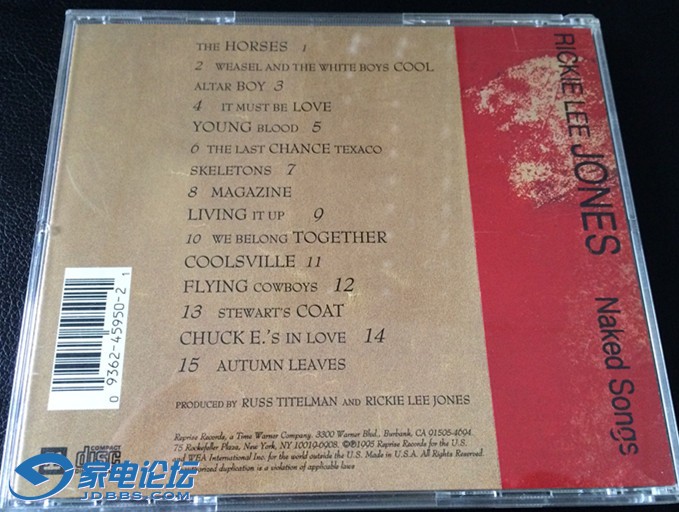 THE HORSES 1
2 WEASEL AND THE WHITE BOYS COOL
ALTAR BOY 3
4 IT MUST BE LOVE
YOUNG BLOOD 5
6 THE LAST CHANCE TEXACO
SKELETONS 7
8 MAGAZINE
LIVING IT UP 9
10 WE BELONG TOGETHER
COOLSVILLE 11
FLYING COWBOYS 12
13 STEWART'S COAT
CHUCK E.'S IN LOVE 14
15 AUTUMN LEAVES
PRODUCED BY RUSS TITELMAN AND RICKIE LEE JONES
Reprise Records, a Time Warner Company. 3300 Warner Blvd., Burbank, CA 91505-4694.
75 Rockefeller Plaza, New York, NY 10019-6908. ©℗1995 Reprise Records for the U.S.
and WEA International Inc. for the world outside the U.S. Made in U.S.A. All Rights Reserved
duplication is a violation of applicable laws
RICKIE LEE JONES Naked Songs
0 9362-45950-2 1
COMPACT
disc
家电论坛
JDBBS.COM